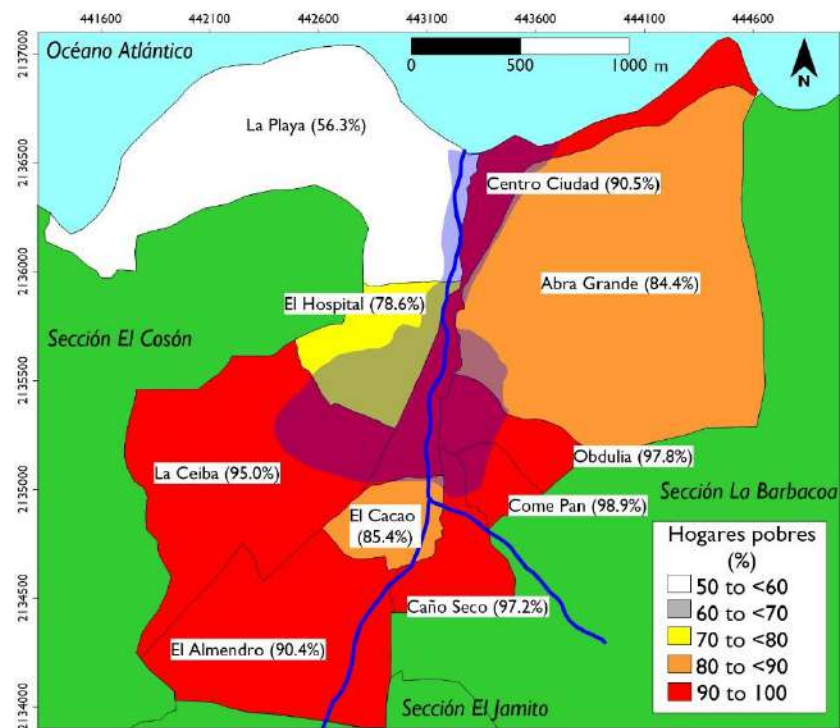 441600 442100 442600 443100 443600 444100 444600
2137000
Océano Atlántico
0 500 1000 m
N
La Playa (56.3%)
2136500
Centro Ciudad (90.5%)
2136000
Abra Grande (84.4%)
El Hospital (78.6%)
Sección El Cosón
2135500
La Ceiba (95.0%)
Obdulia (97.8%)
Sección La Barbacoa
2135000
Come Pan (98.9%)
El Cacao
(85.4%)
Hogares pobres
(%)
50 to <60
60 to <70
70 to <80
80 to <90
90 to 100
2134500
Caño Seco (97.2%)
El Almendro (90.4%)
2134000
Sección El Jamito